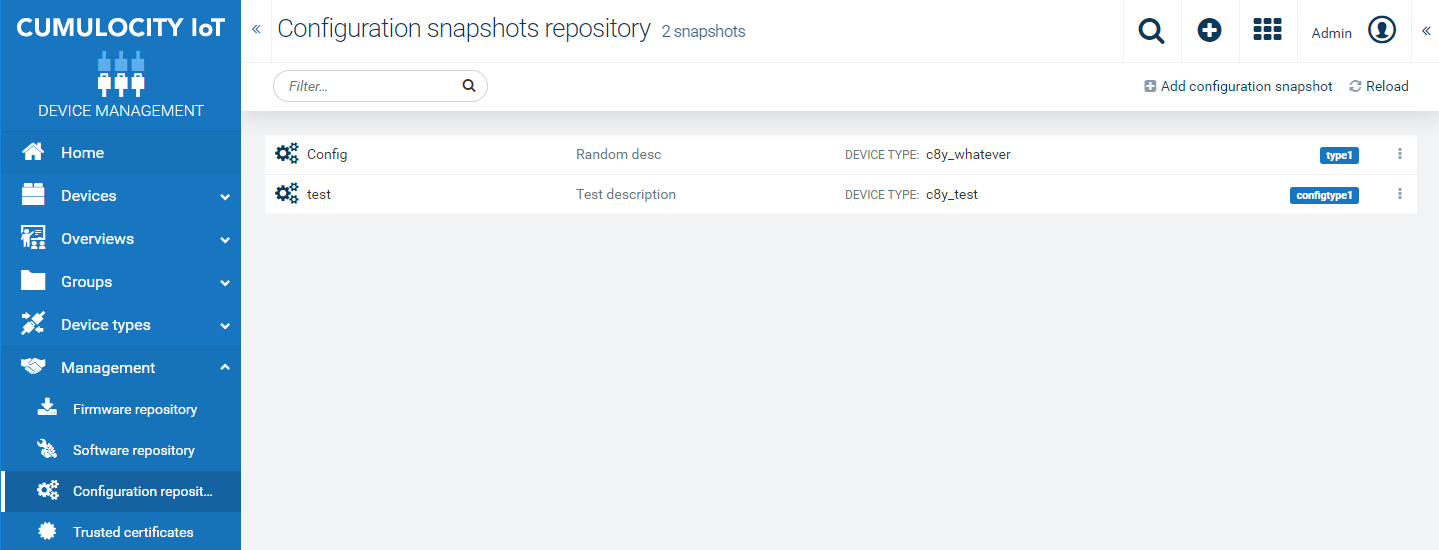 CUMULOCITY IoT
DEVICE MANAGEMENT
Home
Devices
Overviews
Groups
Device types
Management
Firmware repository
Software repository
Configuration reposit...
Trusted certificates
Configuration snapshots repository 2 snapshots
Admin
Filter...
Add configuration snapshot Reload
Config Random desc DEVICE TYPE: c8y_whatever type1
test Test description DEVICE TYPE: c8y_test configtype1